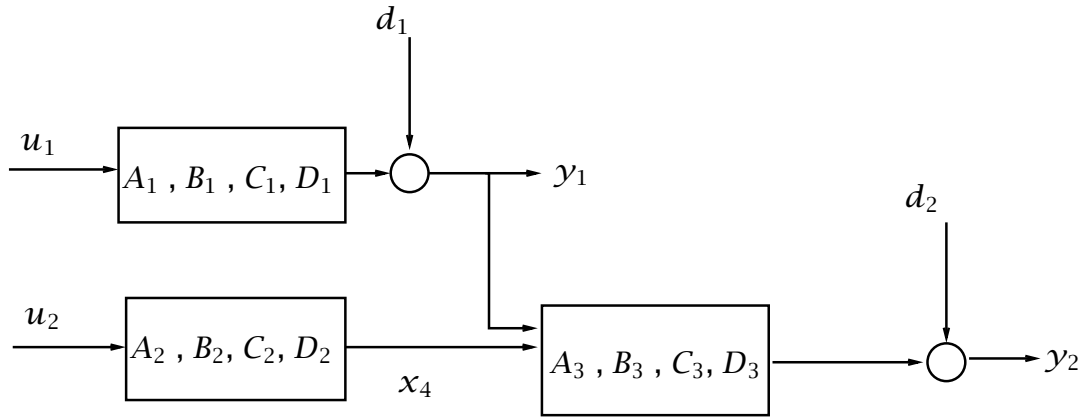 d₁
u₁
A₁ , B₁ , C₁, D₁
y₁
d₂
u₂
A₂ , B₂, C₂, D₂
A₃ , B₃ , C₃, D₃
y₂
x₄